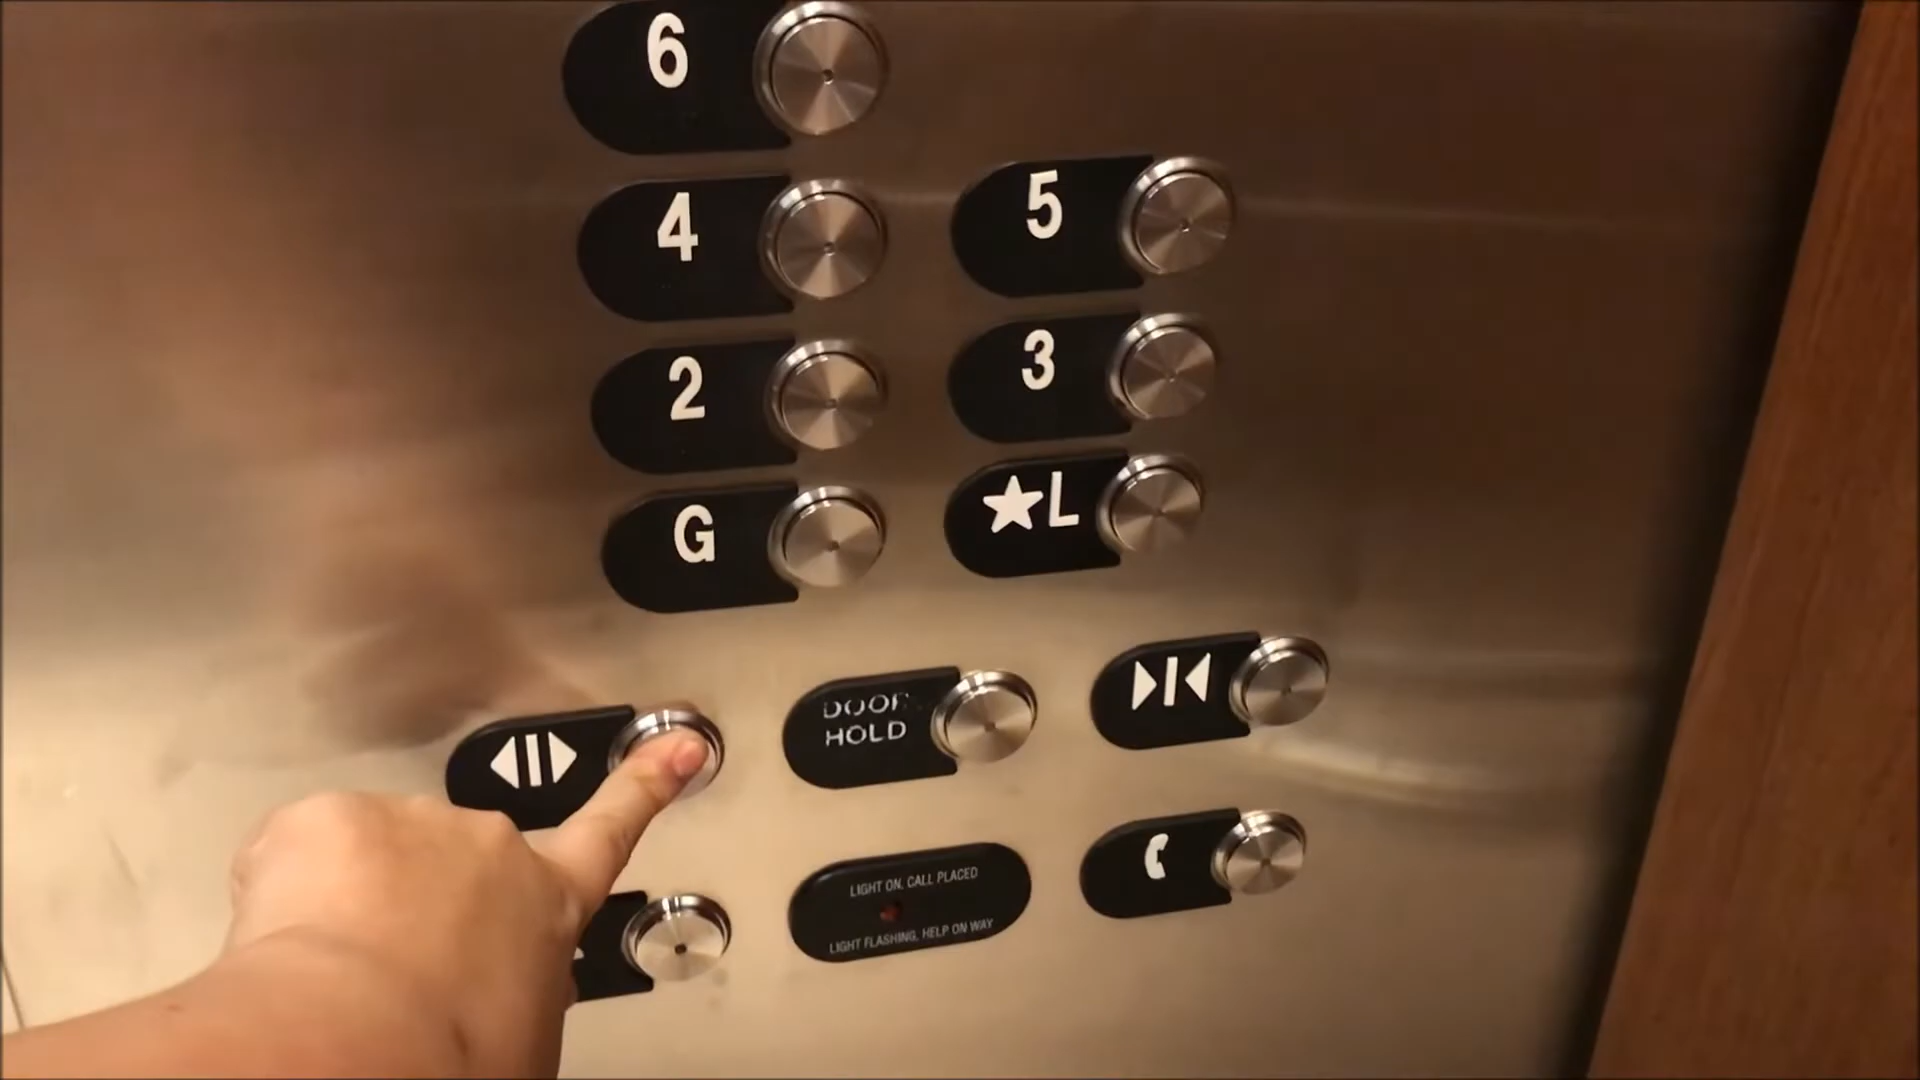 6
4
5
2
3
G
★L
DOOR
HOLD
LIGHT ON, CALL PLACED
LIGHT FLASHING, HELP ON WAY